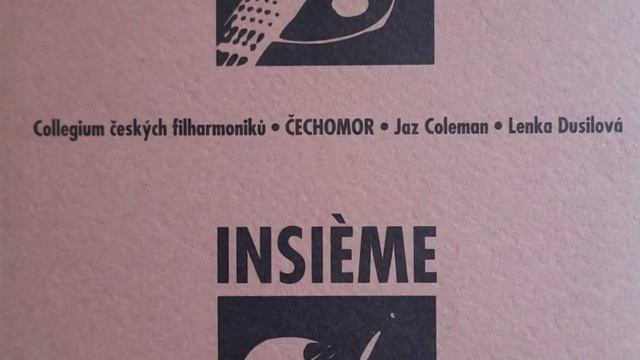 Collegium českých filharmoniků • ČECHOMOR • Jaz Coleman • Lenka Dusilová
INSIÈME